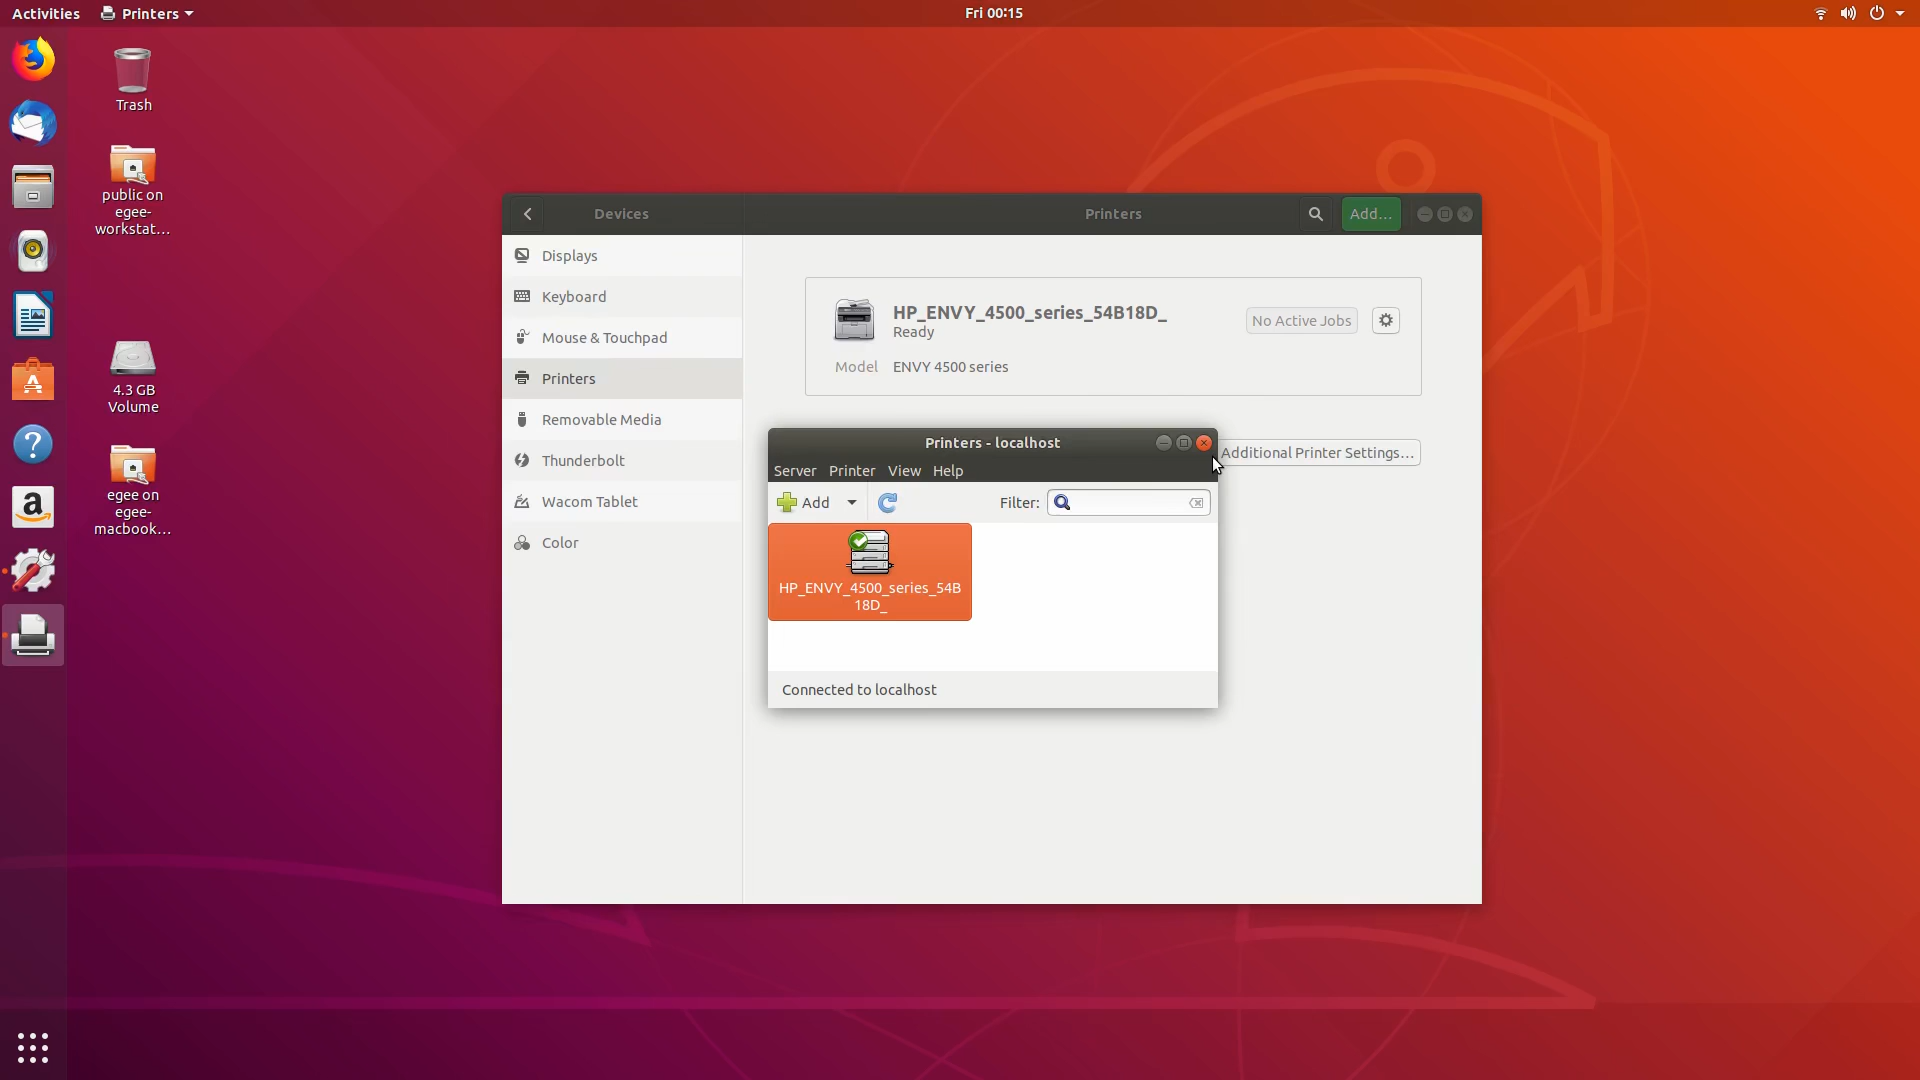 Activities
Printers
Fri 00:15
Trash
public on
egee-
workstat...
4.3 GB
Volume
egee on
egee-
macbook...
Devices
Printers
Add...
Displays
Keyboard
Mouse & Touchpad
Printers
Removable Media
Thunderbolt
Wacom Tablet
Color
HP_ENVY_4500_series_54B18D_
Ready
No Active Jobs
Model ENVY 4500 series
Additional Printer Settings...
Printers - localhost
Server Printer View Help
Add
Filter:
HP_ENVY_4500_series_54B
18D_
Connected to localhost